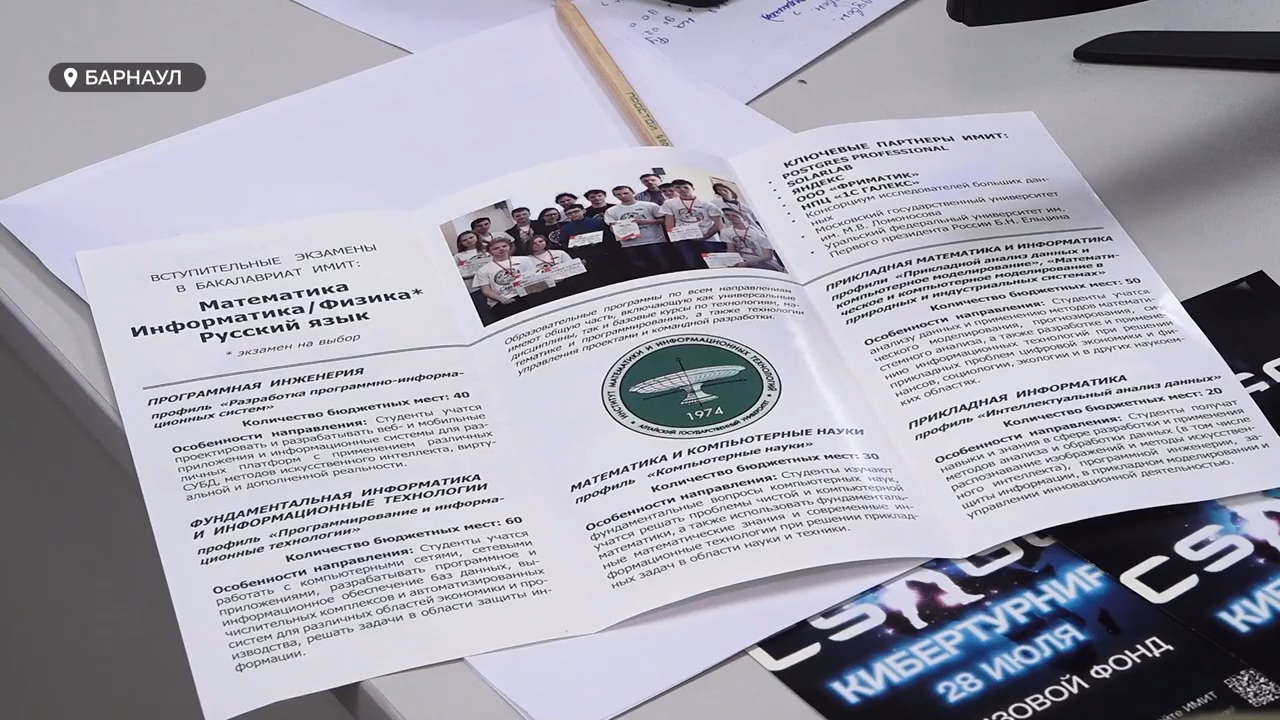 БАРНАУЛ
ПРОСТОЙ
ВСТУПИТЕЛЬНЫЕ ЭКЗАМЕНЫ
В БАКАЛАВРИАТ ИМИТ:
Математика
Информатика/Физика*
Русский язык
* экзамен на выбор
ПРОГРАММНАЯ ИНЖЕНЕРИЯ
профиль «Разработка программно-информа-
ционных систем»
Количество бюджетных мест: 40
Особенности направления: Студенты учатся
проектировать и разрабатывать веб- и мобильные
приложения и информационные системы для раз-
личных платформ с применением различных
СУБД, методов искусственного интеллекта, вирту-
альной и дополненной реальности.
ФУНДАМЕНТАЛЬНАЯ ИНФОРМАТИКА
И ИНФОРМАЦИОННЫЕ ТЕХНОЛОГИИ
профиль «Программирование и информа-
ционные технологии»
Количество бюджетных мест: 60
Особенности направления: Студенты учатся
работать с компьютерными сетями, сетевыми
приложениями, разрабатывать программное и
информационное обеспечение баз данных, вы-
числительных комплексов и автоматизированных
систем для различных областей экономики и про-
изводства, решать задачи в области защиты ин-
формации.
Образовательные программы по всем направлениям
имеют общую часть, включающую как универсальные
дисциплины, так и базовые курсы по технологиям, ма-
тематике и программированию, а также технологии
управления проектами и командной разработки.
ИНСТИТУТ МАТЕМАТИКИ И ИНФОРМАЦИОННЫХ ТЕХНОЛОГИЙ
1974
АЛТАЙСКИЙ ГОСУДАРСТВЕННЫЙ УНИВЕРСИТЕТ
МАТЕМАТИКА И КОМПЬЮТЕРНЫЕ НАУКИ
профиль «Компьютерные науки»
Количество бюджетных мест: 30
Особенности направления: Студенты изучают
фундаментальные вопросы компьютерных наук,
учатся решать проблемы чистой и компьютерной
математики, а также использовать фундаменталь-
ные математические знания и современные ин-
формационные технологии при решении приклад-
ных задач в области науки и техники.
КЛЮЧЕВЫЕ ПАРТНЕРЫ ИМИТ:
• POSTGRES PROFESSIONAL
• SOLARLAB
• ЯНДЕКС
• ООО «ФРИМАТИК»
• НПЦ «1С ГАЛЕКС»
• Консорциум исследователей больших дан-
ных
• Московский государственный университет
им. М.В. Ломоносова
• Уральский федеральный университет им.
Первого президента России Б.Н. Ельцина
ПРИКЛАДНАЯ МАТЕМАТИКА И ИНФОРМАТИКА
профили «Прикладной анализ данных и
компьютерное моделирование», «Математи-
ческое и компьютерное моделирование в
природных и индустриальных системах»
Количество бюджетных мест: 50
Особенности направления: Студенты учатся
анализу данных и применению методов математи-
ческого моделирования, прогнозирования, си-
стемного анализа, а также разработке и примене-
нию информационных технологий при решении
прикладных проблем цифровой экономики и фи-
нансов, социологии, экологии и в других наукоем-
ких областях.
ПРИКЛАДНАЯ ИНФОРМАТИКА
профиль «Интеллектуальный анализ данных»
Количество бюджетных мест: 20
Особенности направления: Студенты получат
навыки и знания в сфере разработки и применения
методов анализа и обработки данных (в том числе
распознавание изображений и методы искусствен-
ного интеллекта), программной инженерии, за-
щиты информации, в прикладном моделировании и
управлении инновационной деятельностью.
КИБЕРТУРНИР
28 ИЮЛЯ
ЗОВОЙ ФОНД
ИМИТ